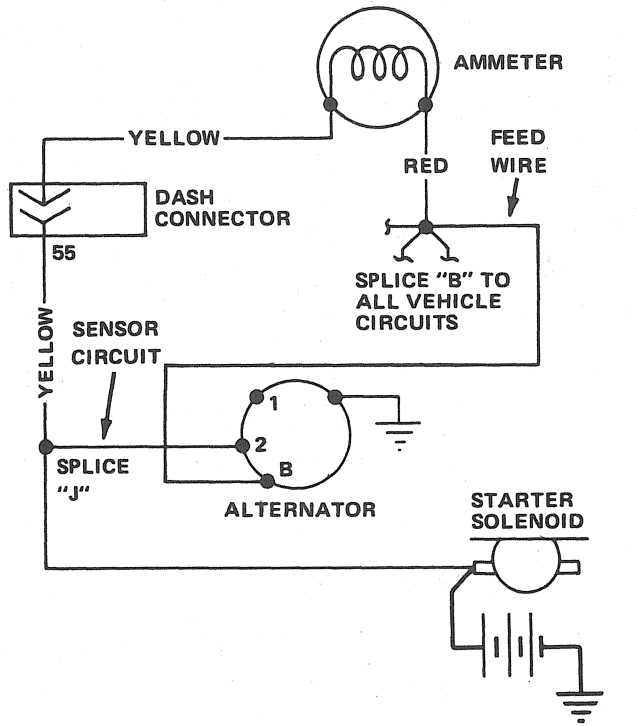 AMMETER
YELLOW
FEED
WIRE
RED
DASH
CONNECTOR
55
SPLICE "B" TO
ALL VEHICLE
CIRCUITS
YELLOW
SENSOR
CIRCUIT
1
2
B
SPLICE
"J"
ALTERNATOR
STARTER
SOLENOID